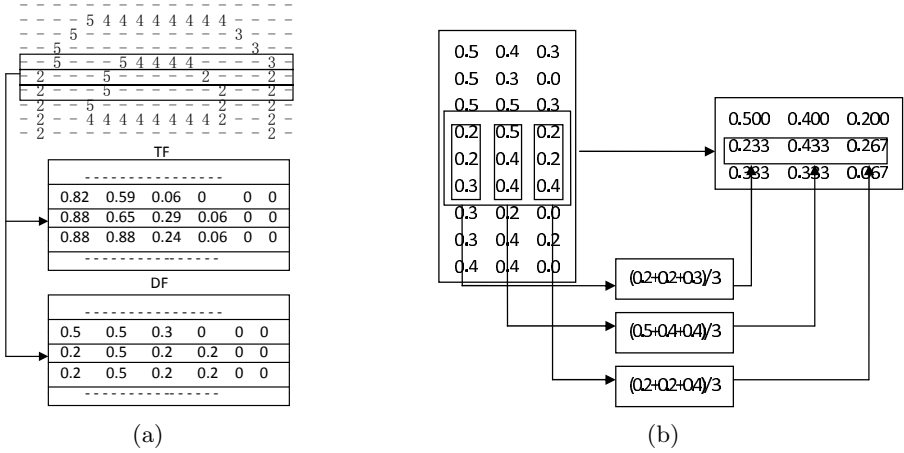 – – – – – – – – – – – – – – – – –
– – – – 5 4 4 4 4 4 4 4 4 – – – –
– – – 5 – – – – – – – – – 3 – – –
– – 5 – – – – – – – – – – – 3 – –
– – 5 – – – 5 4 4 4 4 – – – – 3 –
– 2 – – – 5 – – – – – 2 – – – 2 –
– 2 – – – 5 – – – – – – 2 – – 2 –
– 2 – – 5 – – – – – – – 2 – – 2 –
– 2 – – 4 4 4 4 4 4 4 4 2 – – 2 –
– 2 – – – – – – – – – – – – – 2 –
TF
0.82 0.59 0.06 0 0 0
0.88 0.65 0.29 0.06 0 0
0.88 0.88 0.24 0.06 0 0
DF
0.5 0.5 0.3 0 0 0
0.2 0.5 0.2 0.2 0 0
0.2 0.5 0.2 0.2 0 0
(a)
0.5 0.4 0.3
0.5 0.3 0.0
0.5 0.5 0.3
0.2 0.5 0.2
0.2 0.4 0.2
0.3 0.4 0.4
0.3 0.2 0.0
0.3 0.4 0.2
0.4 0.4 0.0
0.500 0.400 0.200
0.233 0.433 0.267
0.333 0.333 0.067
(0.2+0.2+0.3)/3
(0.5+0.4+0.4)/3
(0.2+0.2+0.4)/3
(b)